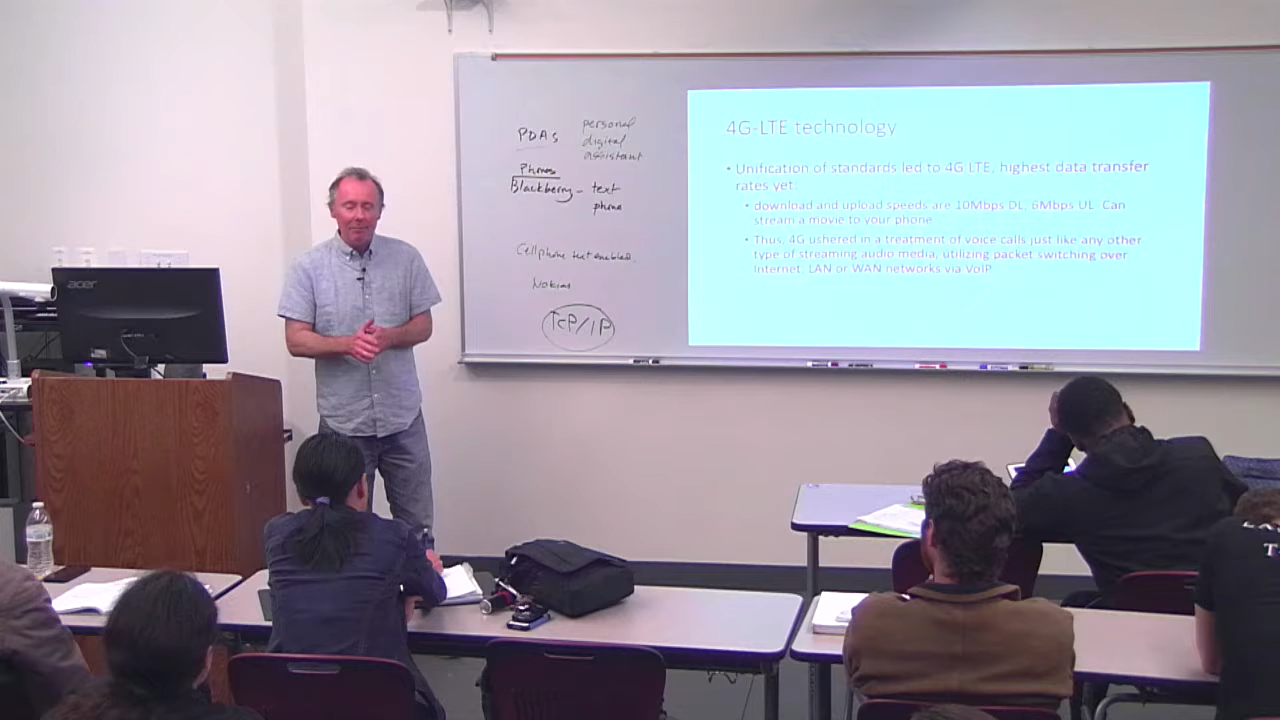 PDAs personal
digital
assistant
Phones
Blackberry - text
phone
Cellphone text enabled.
Nokias
TCP/IP
4G-LTE technology
• Unification of standards led to 4G LTE, highest data transfer
rates yet:
• download and upload speeds are 10Mbps DL, 6Mbps UL. Can
stream a movie to your phone
• Thus, 4G ushered in a treatment of voice calls just like any other
type of streaming audio media, utilizing packet switching over
Internet, LAN or WAN networks via VoIP.
acer